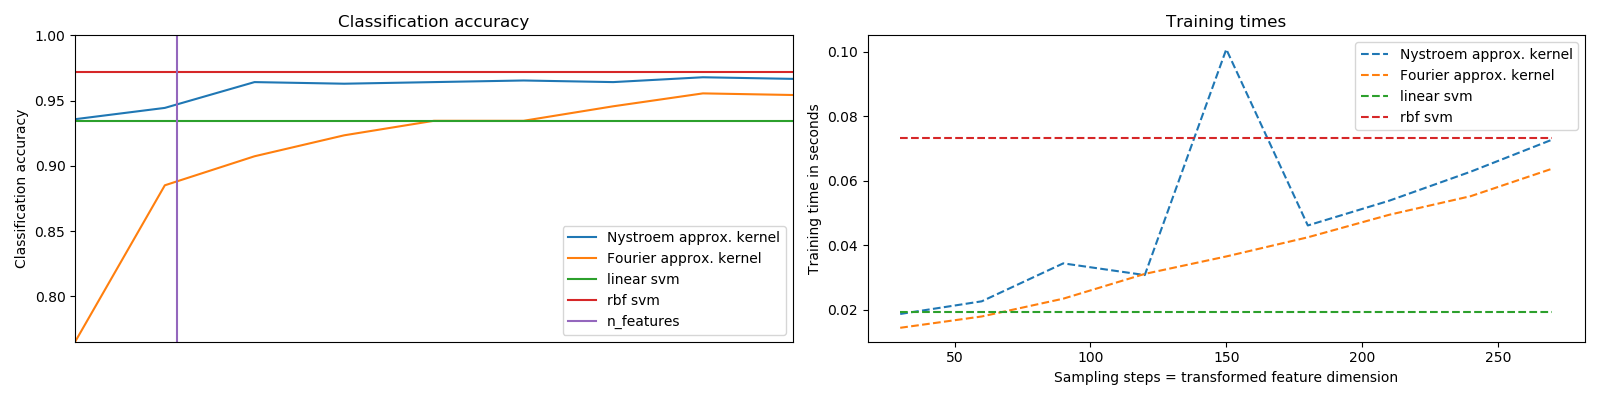 Classification accuracy
Classification accuracy
1.00
0.95
0.90
0.85
0.80
Nystroem approx. kernel
Fourier approx. kernel
linear svm
rbf svm
n_features
Training times
Training time in seconds
0.10
0.08
0.06
0.04
0.02
Nystroem approx. kernel
Fourier approx. kernel
linear svm
rbf svm
50
100
150
200
250
Sampling steps = transformed feature dimension